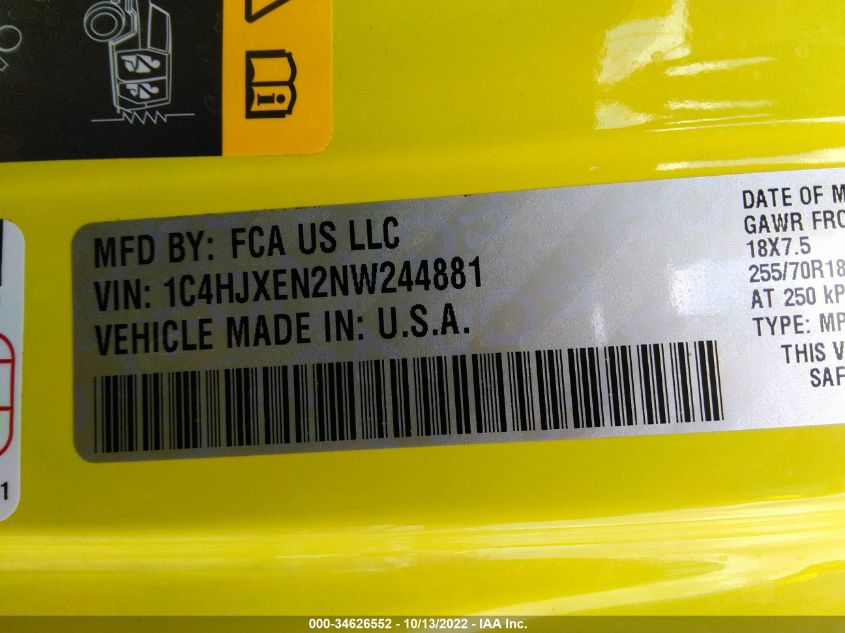 MFD BY: FCA US LLC
VIN: 1C4HJXEN2NW244881
VEHICLE MADE IN: U.S.A.
DATE OF M
GAWR FRO
18X7.5
255/70R18
AT 250 kP
TYPE: MP
THIS V
SAF
1
000-34626552 - 10/13/2022 - IAA Inc.